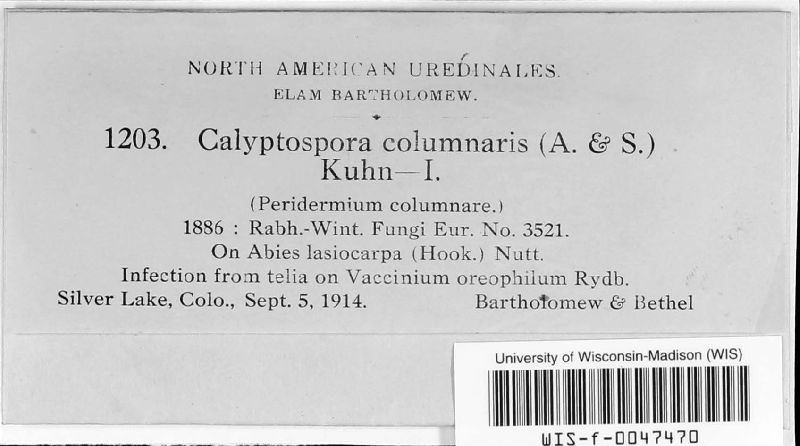 NORTH AMERICAN UREDINALES.
ELAM BARTHOLOMEW.
1203. Calyptospora columnaris (A. & S.)
Kuhn—I.
(Peridermium columnare.)
1886 : Rabh.-Wint. Fungi Eur. No. 3521.
On Abies lasiocarpa (Hook.) Nutt.
Infection from telia on Vaccinium oreophilum Rydb.
Silver Lake, Colo., Sept. 5, 1914. Bartholomew & Bethel
University of Wisconsin-Madison (WIS)
WIS-f-0047470